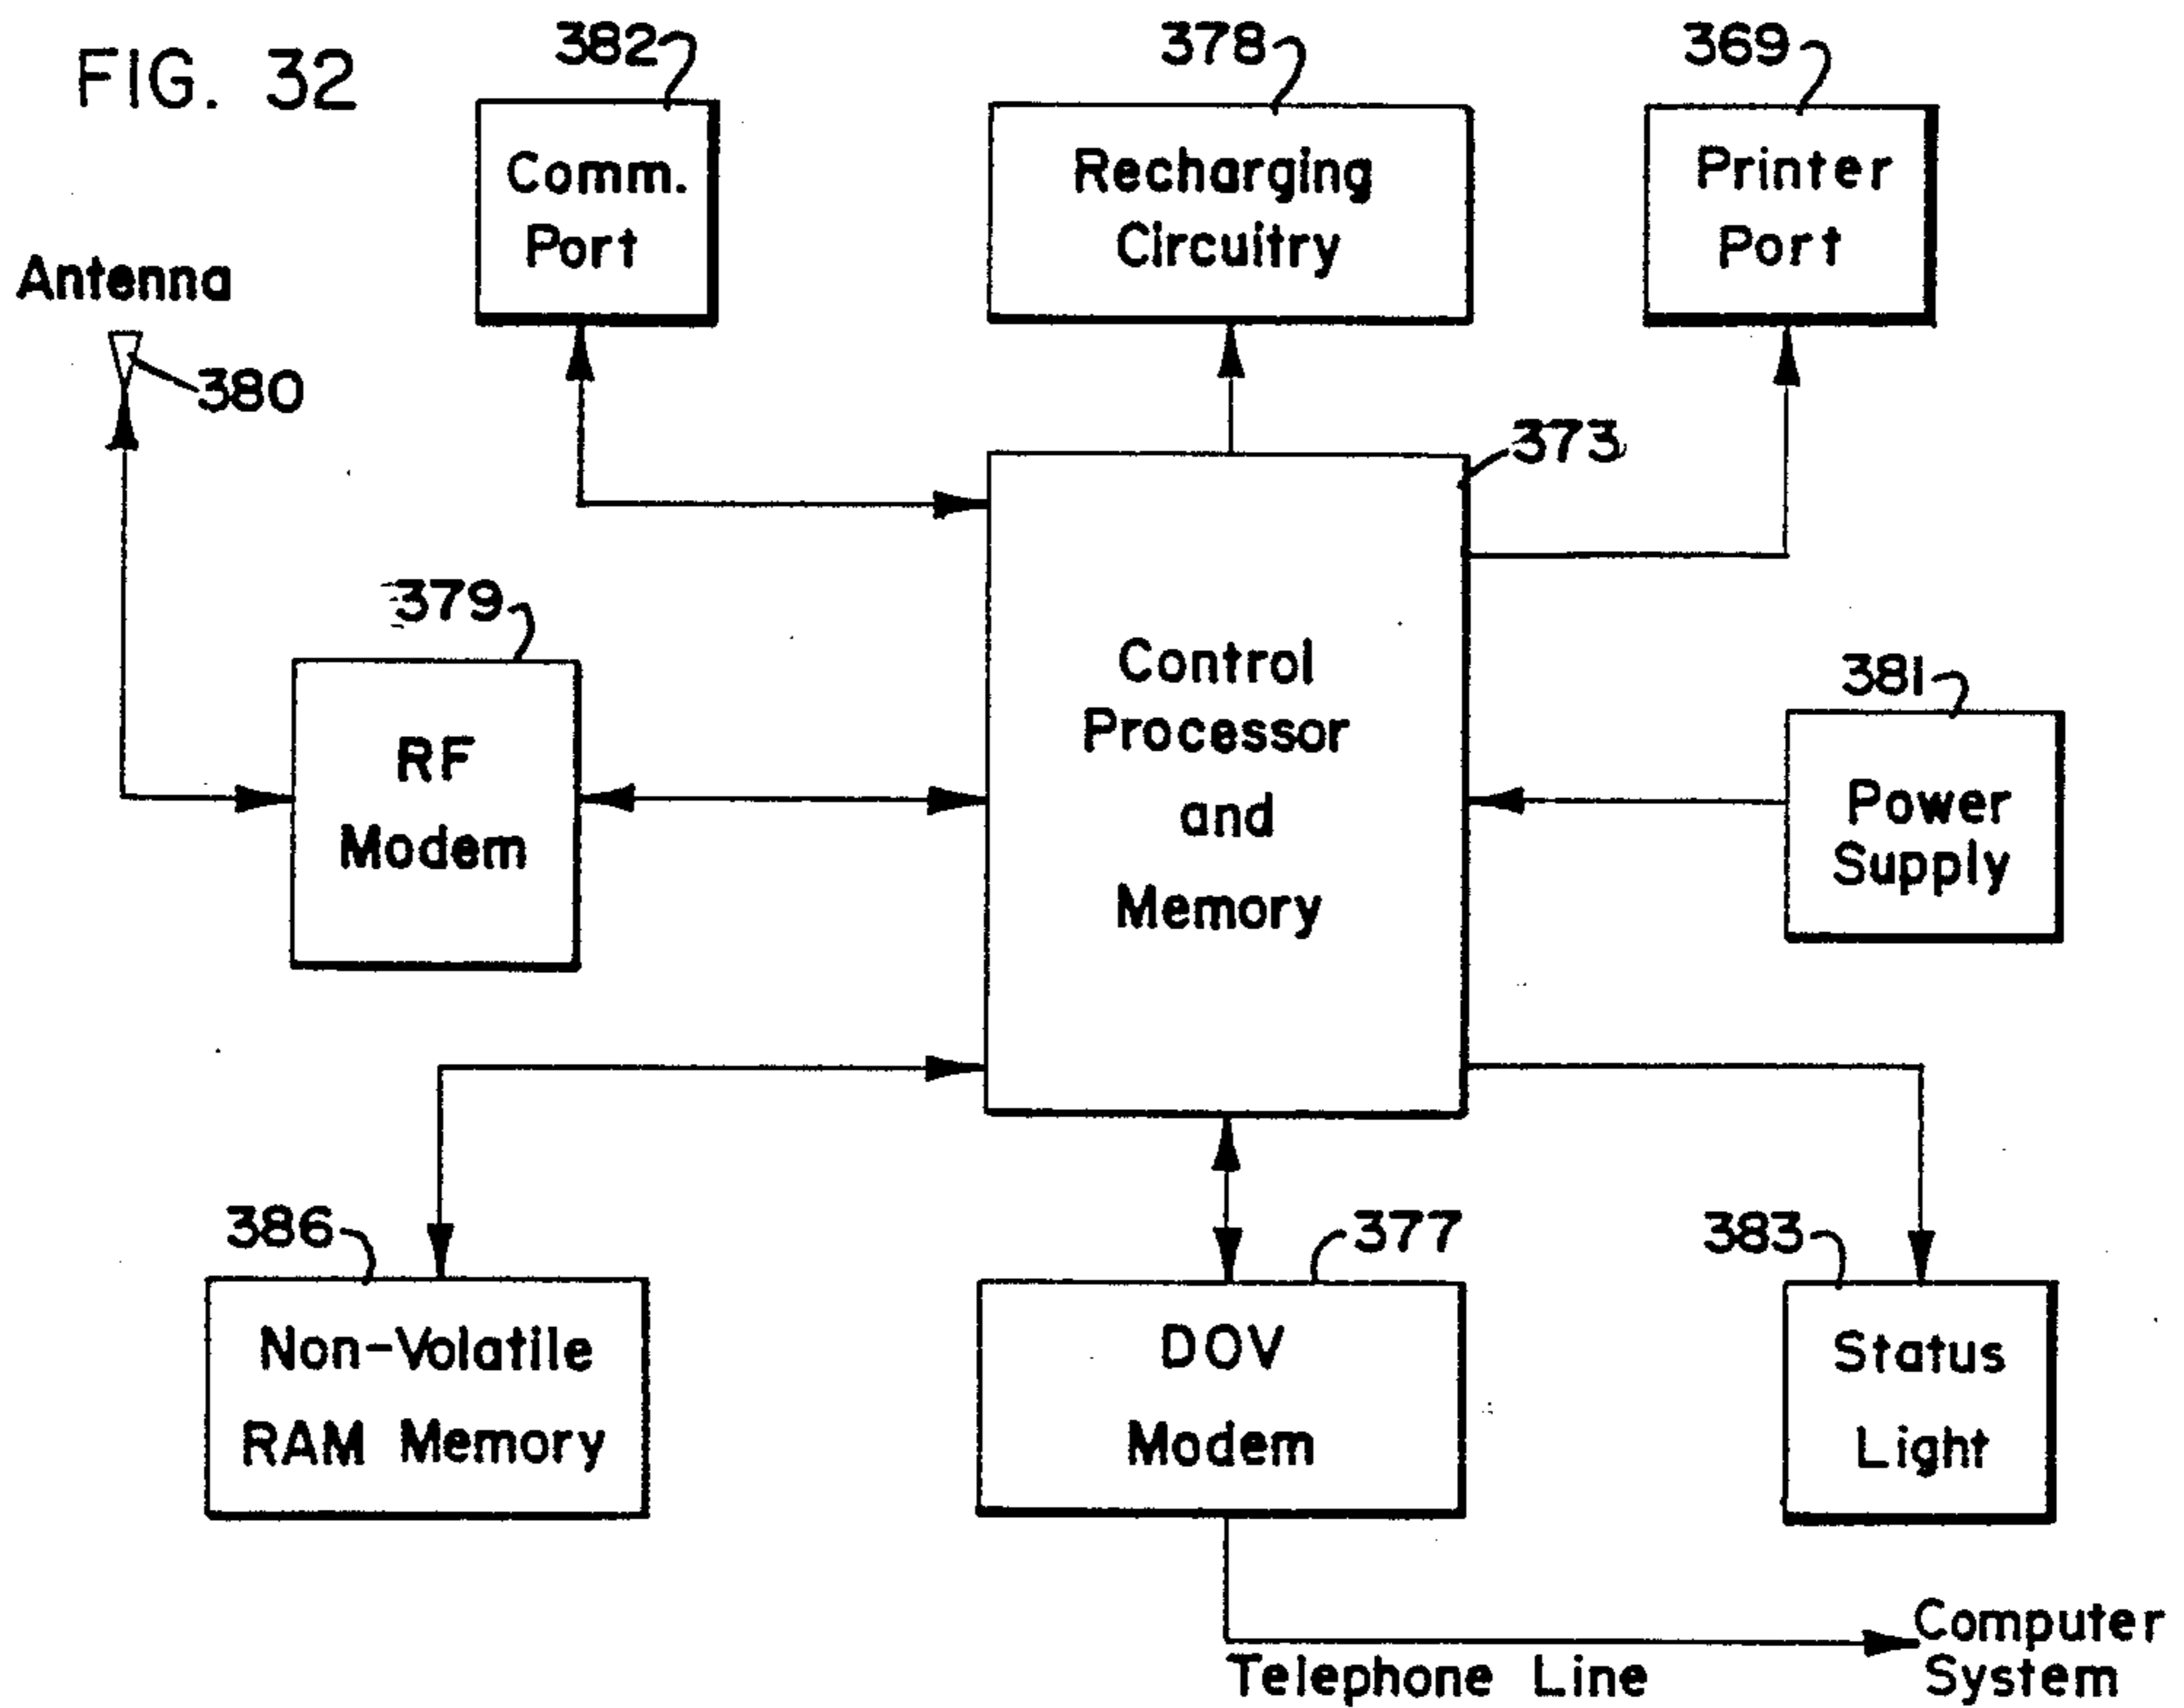 FIG. 32
382
378
369
Comm.
Port
Recharging
Circuitry
Printer
Port
Antenna
380
373
379
RF
Modem
Control
Processor
and
Memory
381
Power
Supply
386
377
383
Non-Volatile
RAM Memory
DOV
Modem
Status
Light
Telephone Line
Computer
System